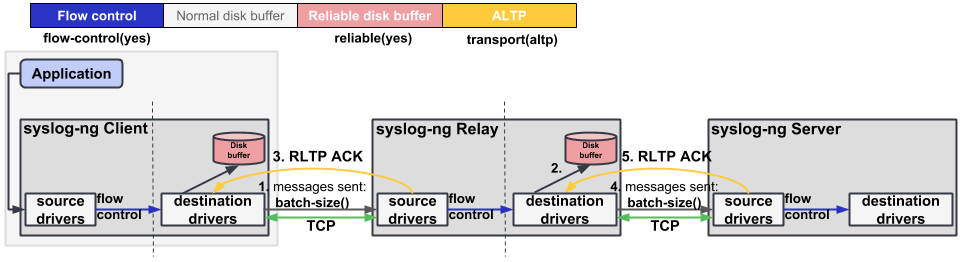 Flow control
Normal disk buffer
Reliable disk buffer
ALTP
flow-control(yes)
reliable(yes)
transport(altp)
Application
syslog-ng Client
Disk
buffer
source
drivers
flow
control
destination
drivers
3. RLTP ACK
1. messages sent:
batch-size()
TCP
syslog-ng Relay
2.
Disk
buffer
source
drivers
flow
control
destination
drivers
5. RLTP ACK
4. messages sent:
batch-size()
TCP
syslog-ng Server
source
drivers
flow
control
destination
drivers